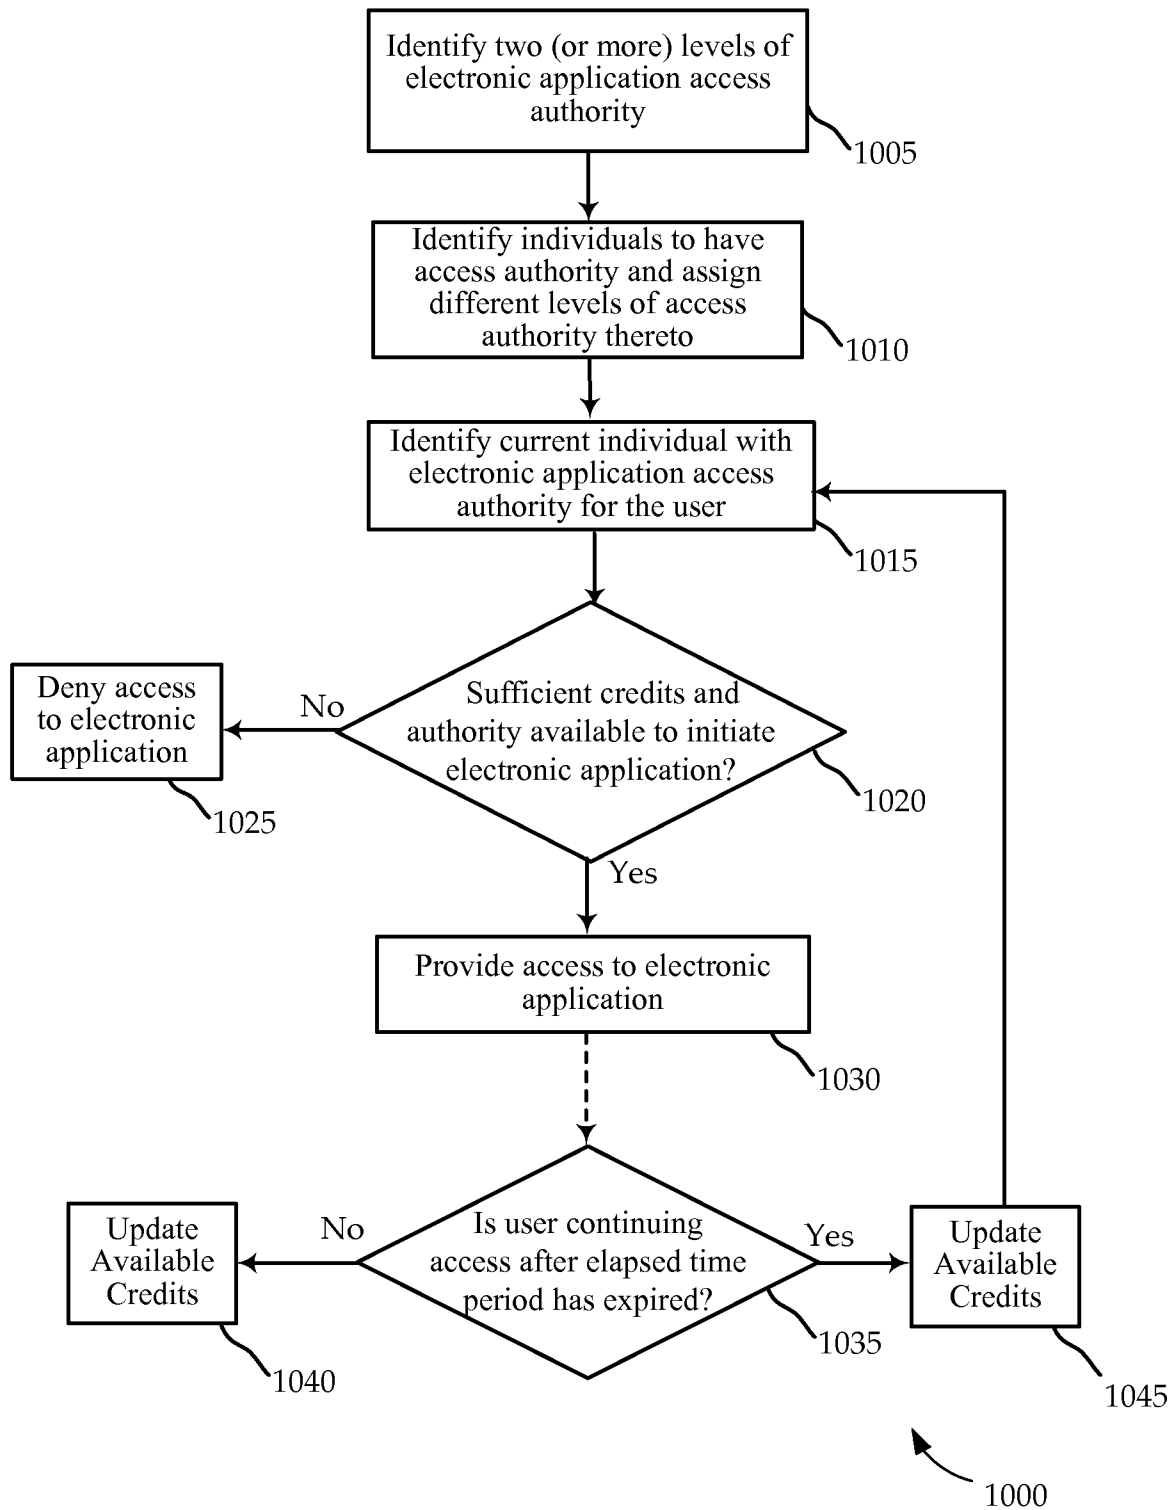 Identify two (or more) levels of
electronic application access
authority
1005
Identify individuals to have
access authority and assign
different levels of access
authority thereto
1010
Identify current individual with
electronic application access
authority for the user
1015
Sufficient credits and
authority available to initiate
electronic application?
1020
No
Deny access
to electronic
application
1025
Yes
Provide access to electronic
application
1030
Is user continuing
access after elapsed time
period has expired?
1035
No
Update
Available
Credits
1040
Yes
Update
Available
Credits
1045
1000